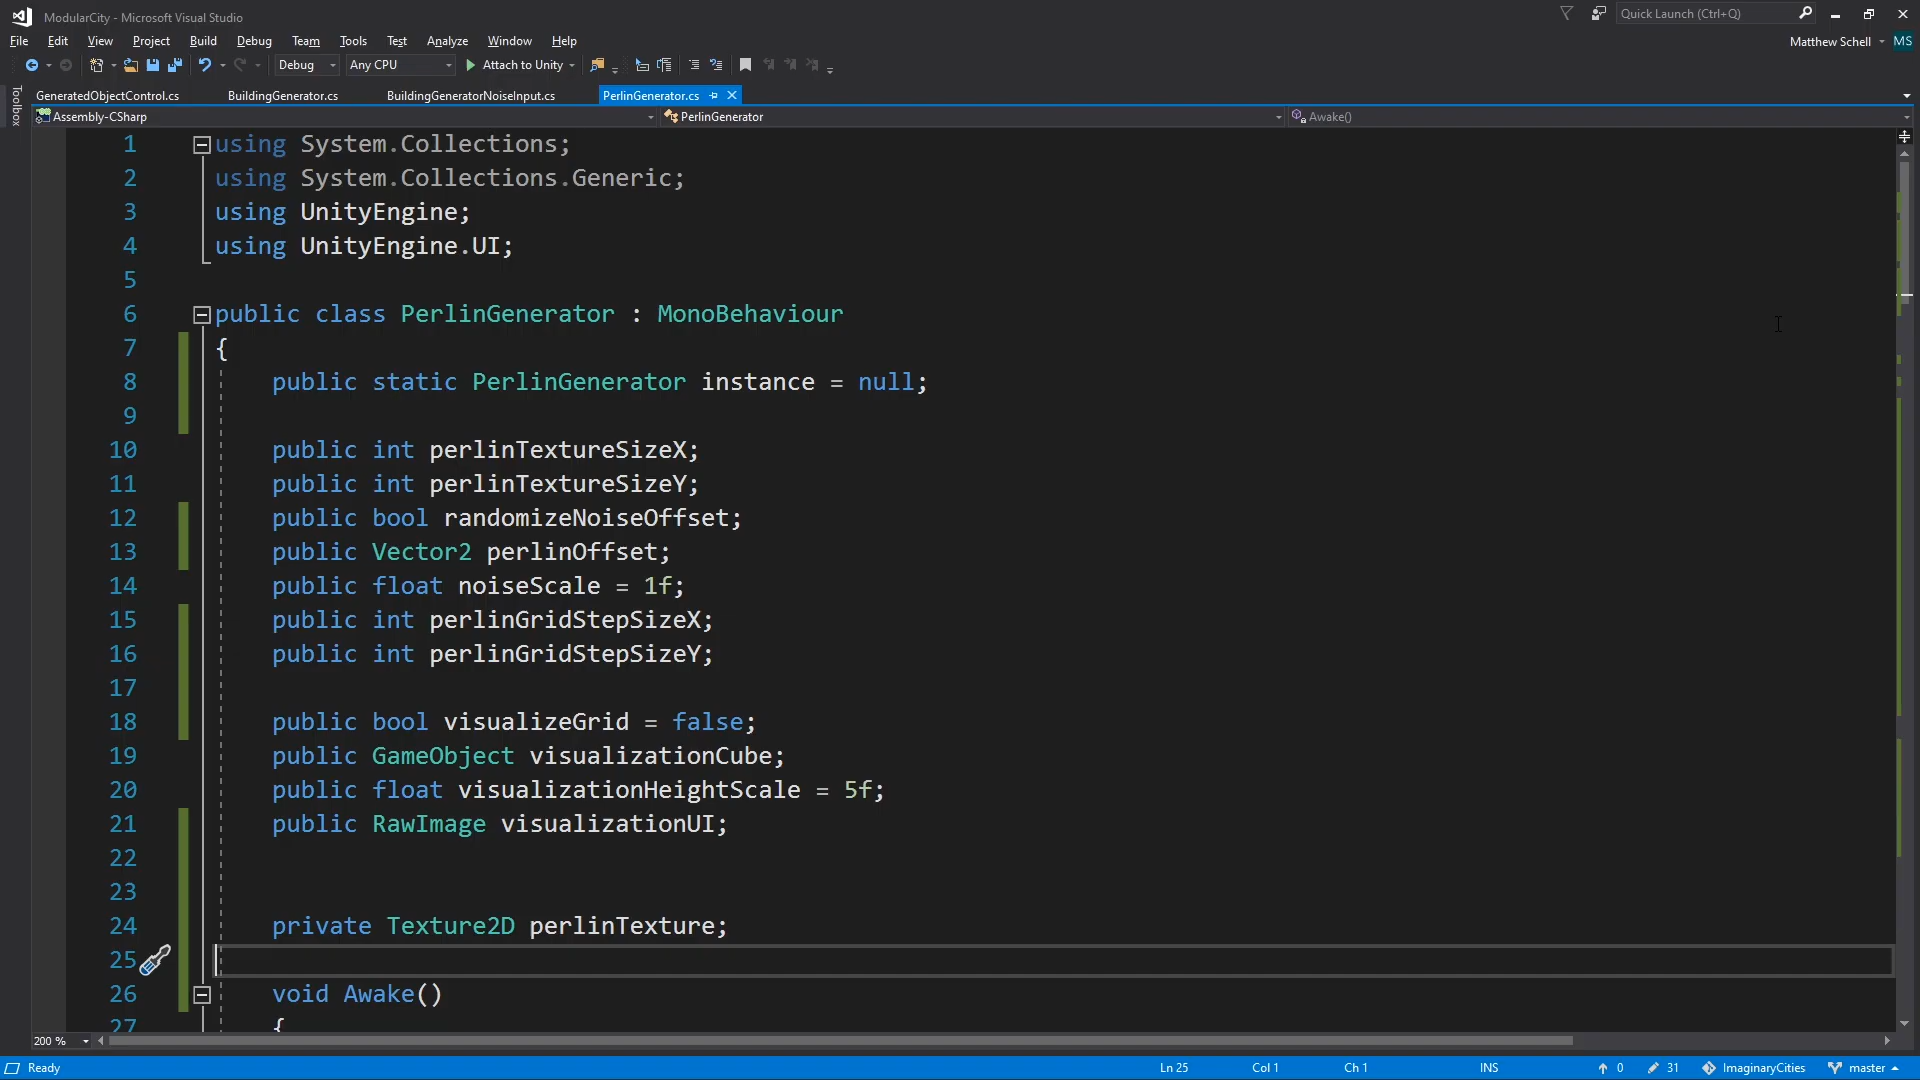 ModularCity - Microsoft Visual Studio
Quick Launch (Ctrl+Q)
File Edit View Project Build Debug Team Tools Test Analyze Window Help
Matthew Schell MS
Debug Any CPU Attach to Unity
Toolbox
GeneratedObjectControl.cs BuildingGenerator.cs BuildingGeneratorNoiseInput.cs PerlinGenerator.cs
Assembly-CSharp PerlinGenerator Awake()
1 using System.Collections;
2 using System.Collections.Generic;
3 using UnityEngine;
4 using UnityEngine.UI;
5
6 public class PerlinGenerator : MonoBehaviour
7 {
8 public static PerlinGenerator instance = null;
9
10 public int perlinTextureSizeX;
11 public int perlinTextureSizeY;
12 public bool randomizeNoiseOffset;
13 public Vector2 perlinOffset;
14 public float noiseScale = 1f;
15 public int perlinGridStepSizeX;
16 public int perlinGridStepSizeY;
17
18 public bool visualizeGrid = false;
19 public GameObject visualizationCube;
20 public float visualizationHeightScale = 5f;
21 public RawImage visualizationUI;
22
23
24 private Texture2D perlinTexture;
25
26 void Awake()
27 {
200 %
Ready Ln 25 Col 1 Ch 1 INS 0 31 ImaginaryCities master